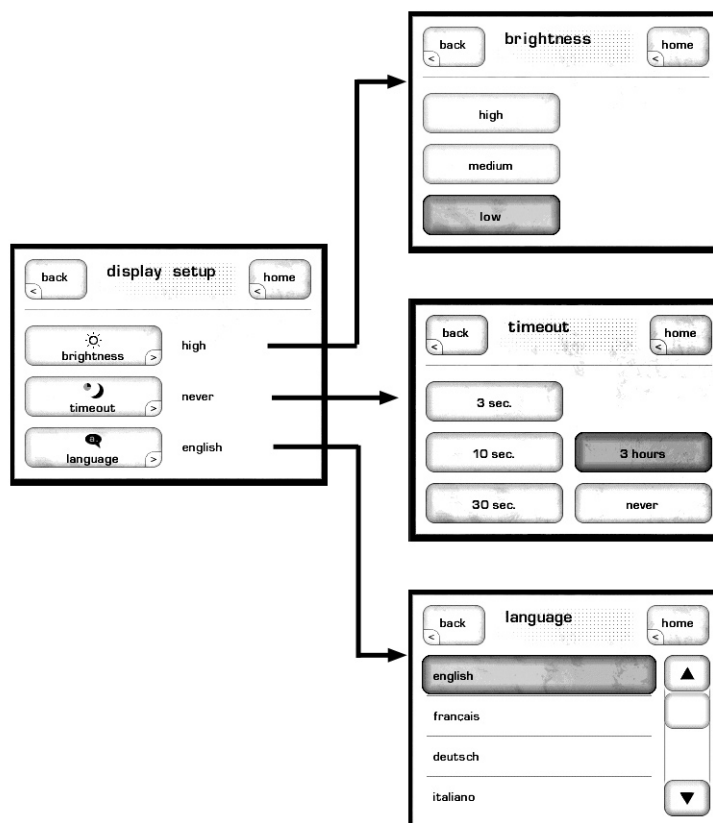 back brightness home
high
medium
low
back display setup home
brightness high
timeout never
language english
back timeout home
3 sec.
10 sec. 3 hours
30 sec. never
back language home
english
français
deutsch
italiano